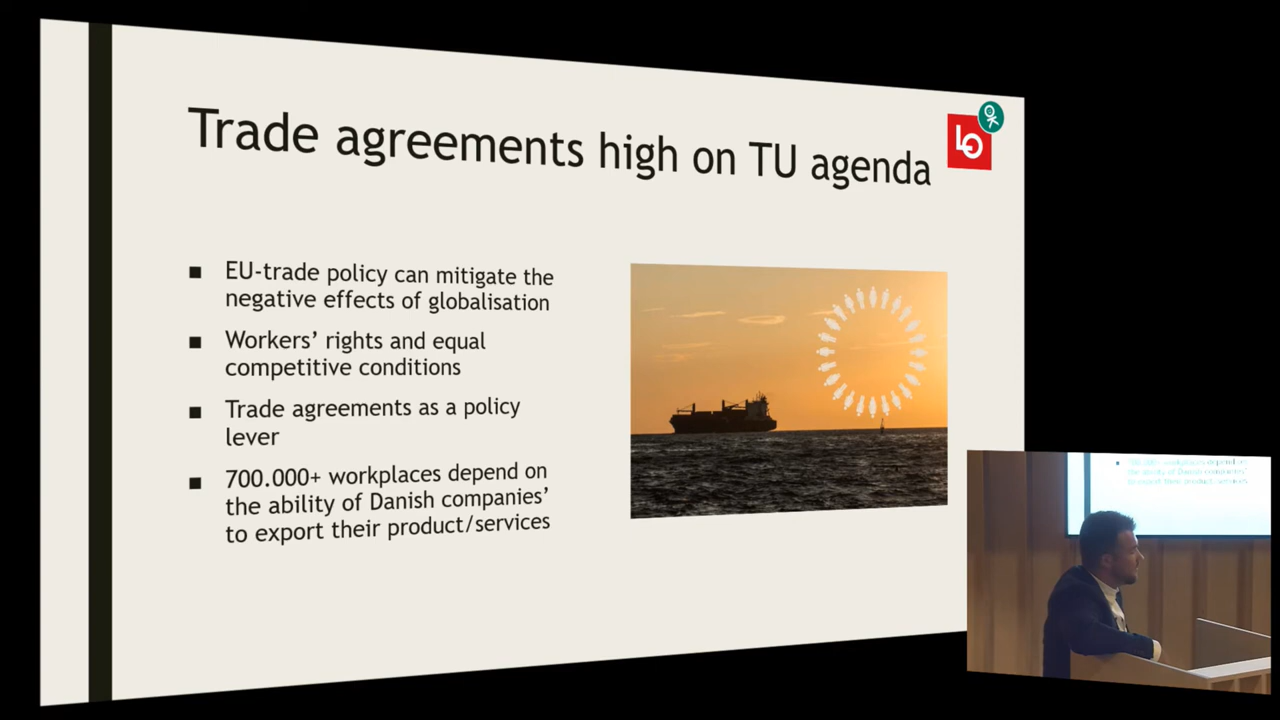 Trade agreements high on TU agenda
LO
■ EU-trade policy can mitigate the
negative effects of globalisation
■ Workers’ rights and equal
competitive conditions
■ Trade agreements as a policy
lever
■ 700.000+ workplaces depend on
the ability of Danish companies’
to export their product/services